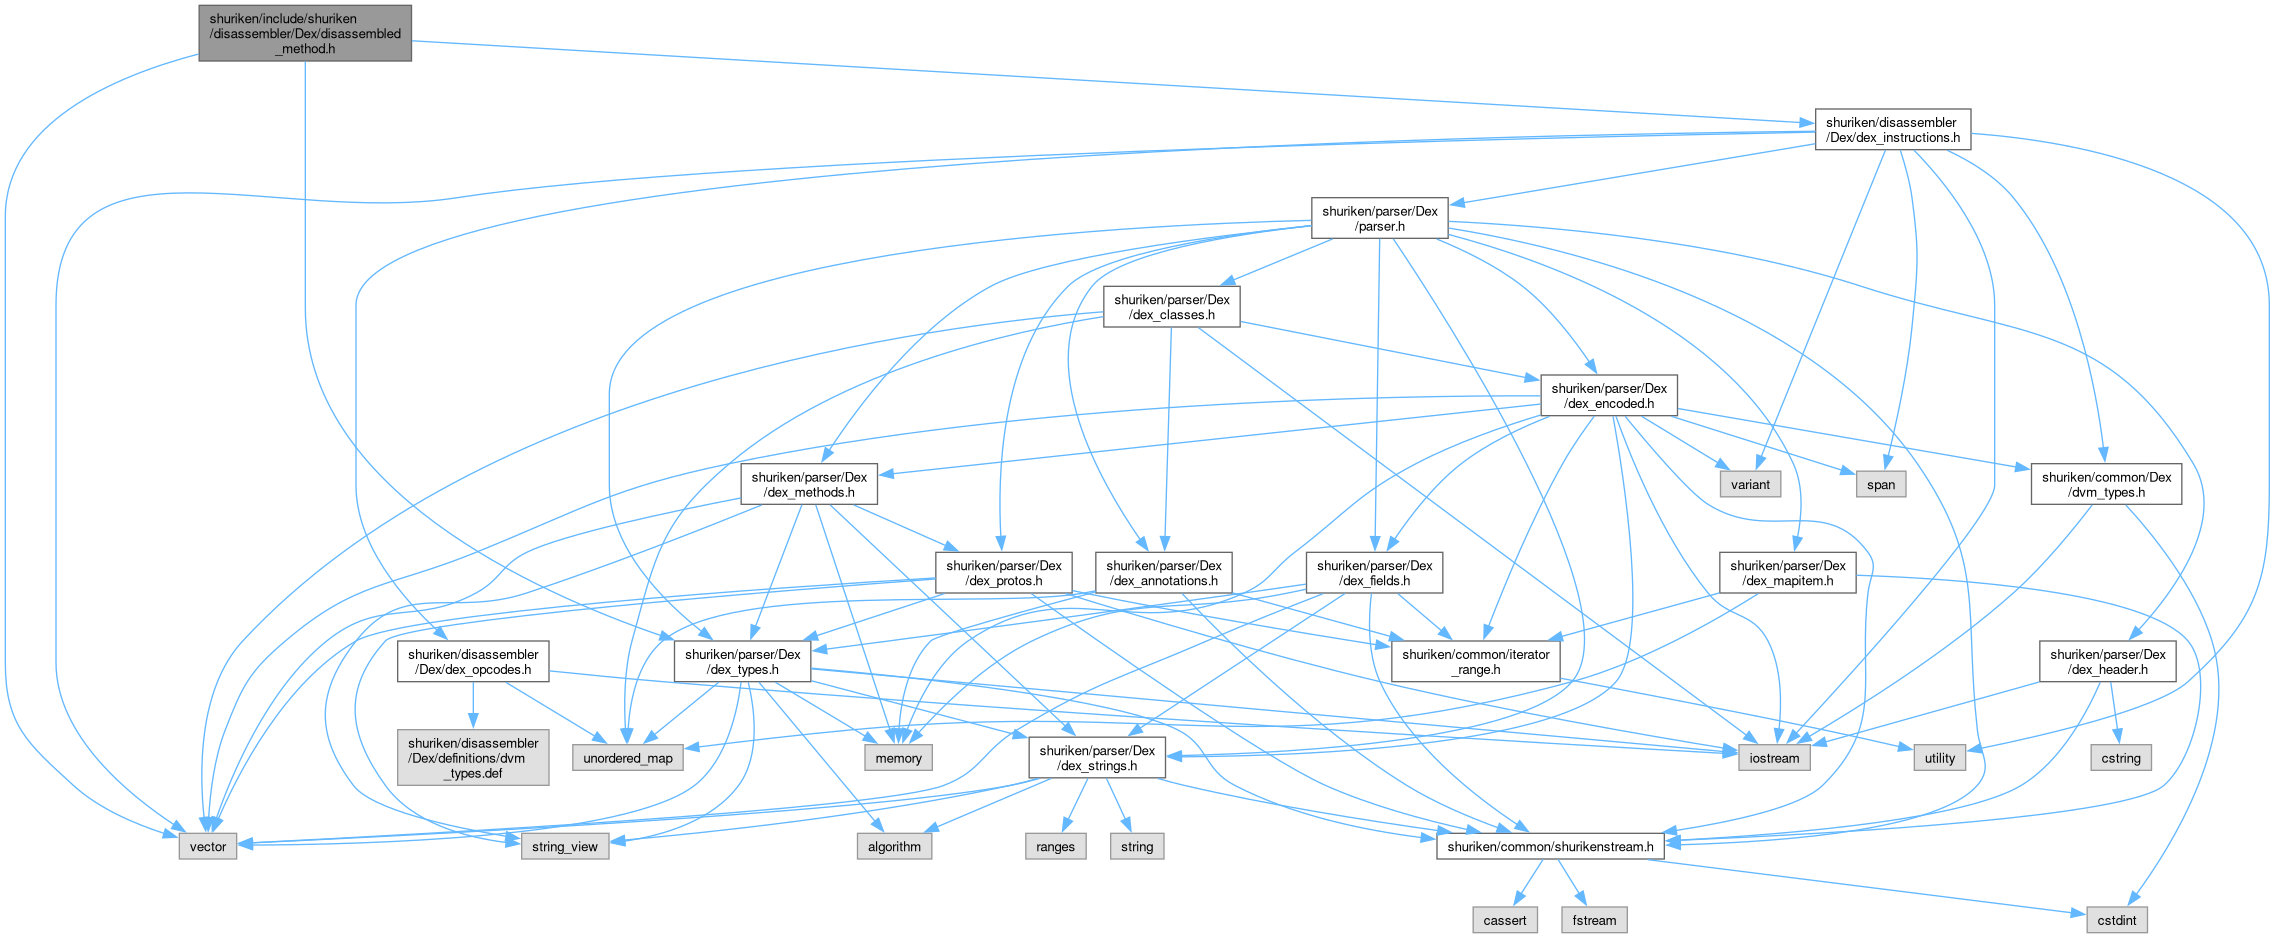 shuriken/include/shuriken
/disassembler/Dex/disassembled
_method.h
shuriken/disassembler
/Dex/dex_instructions.h
shuriken/parser/Dex
/parser.h
shuriken/parser/Dex
/dex_classes.h
shuriken/parser/Dex
/dex_encoded.h
shuriken/parser/Dex
/dex_methods.h
variant
span
shuriken/common/Dex
/dvm_types.h
shuriken/parser/Dex
/dex_protos.h
shuriken/parser/Dex
/dex_annotations.h
shuriken/parser/Dex
/dex_fields.h
shuriken/parser/Dex
/dex_mapitem.h
shuriken/disassembler
/Dex/dex_opcodes.h
shuriken/parser/Dex
/dex_types.h
shuriken/common/iterator
_range.h
shuriken/parser/Dex
/dex_header.h
shuriken/disassembler
/Dex/definitions/dvm
_types.def
unordered_map
memory
shuriken/parser/Dex
/dex_strings.h
iostream
utility
cstring
vector
string_view
algorithm
ranges
string
shuriken/common/shurikenstream.h
cassert
fstream
cstdint